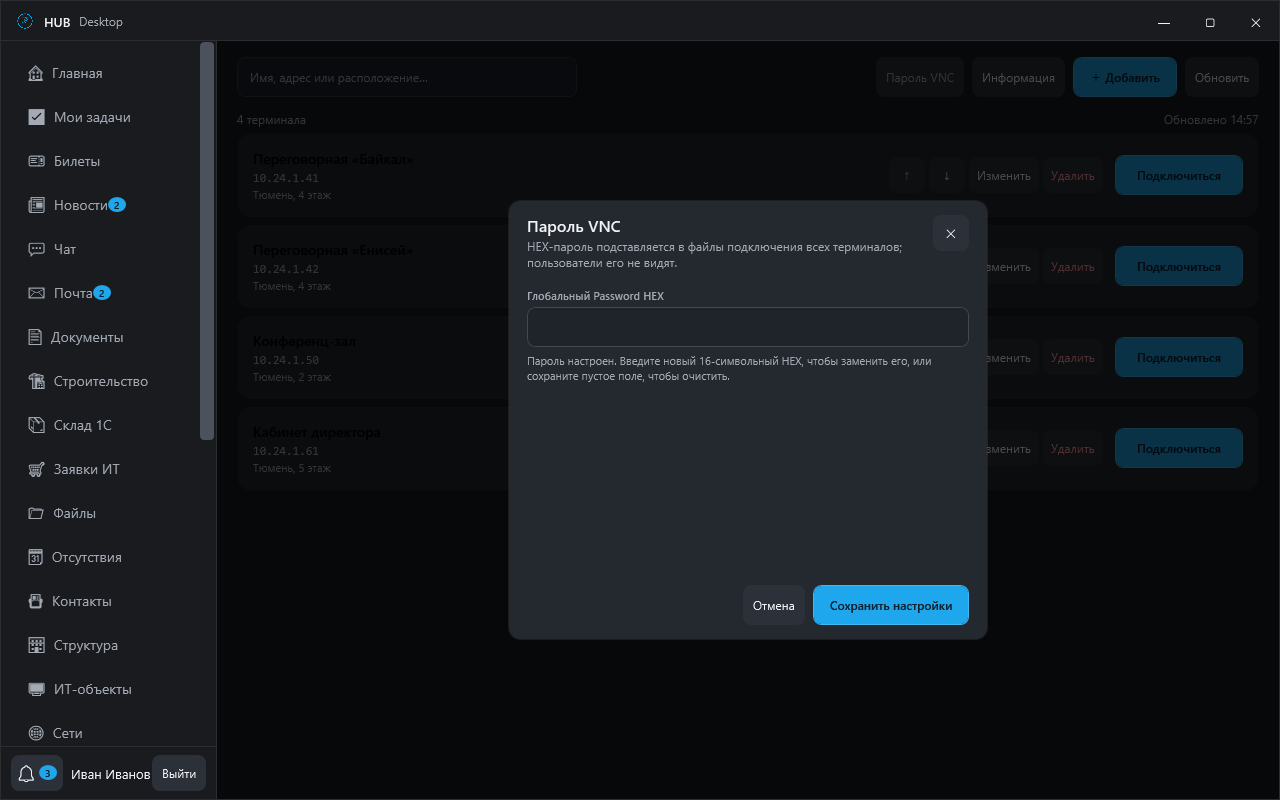 HUB Desktop
Главная
Мои задачи
Билеты
Новости 2
Чат
Почта 2
Документы
Строительство
Склад 1С
Заявки ИТ
Файлы
31 Отсутствия
Контакты
Структура
ИТ-объекты
Сети
3 Иван Иванов Выйти
Имя, адрес или расположение...
Пароль VNC Информация + Добавить Обновить
4 терминала Обновлено 14:57
Переговорная «Байкал»
10.24.1.41
Тюмень, 4 этаж
↑ ↓ Изменить Удалить Подключиться
Переговорная «Енисей»
10.24.1.42
Тюмень, 4 этаж
зменить Удалить Подключиться
Конференц-зал
10.24.1.50
Тюмень, 2 этаж
зменить Удалить Подключиться
Кабинет директора
10.24.1.61
Тюмень, 5 этаж
зменить Удалить Подключиться
Пароль VNC
HEX-пароль подставляется в файлы подключения всех терминалов;
пользователи его не видят.
Глобальный Password HEX
Пароль настроен. Введите новый 16-символьный HEX, чтобы заменить его, или
сохраните пустое поле, чтобы очистить.
Отмена Сохранить настройки